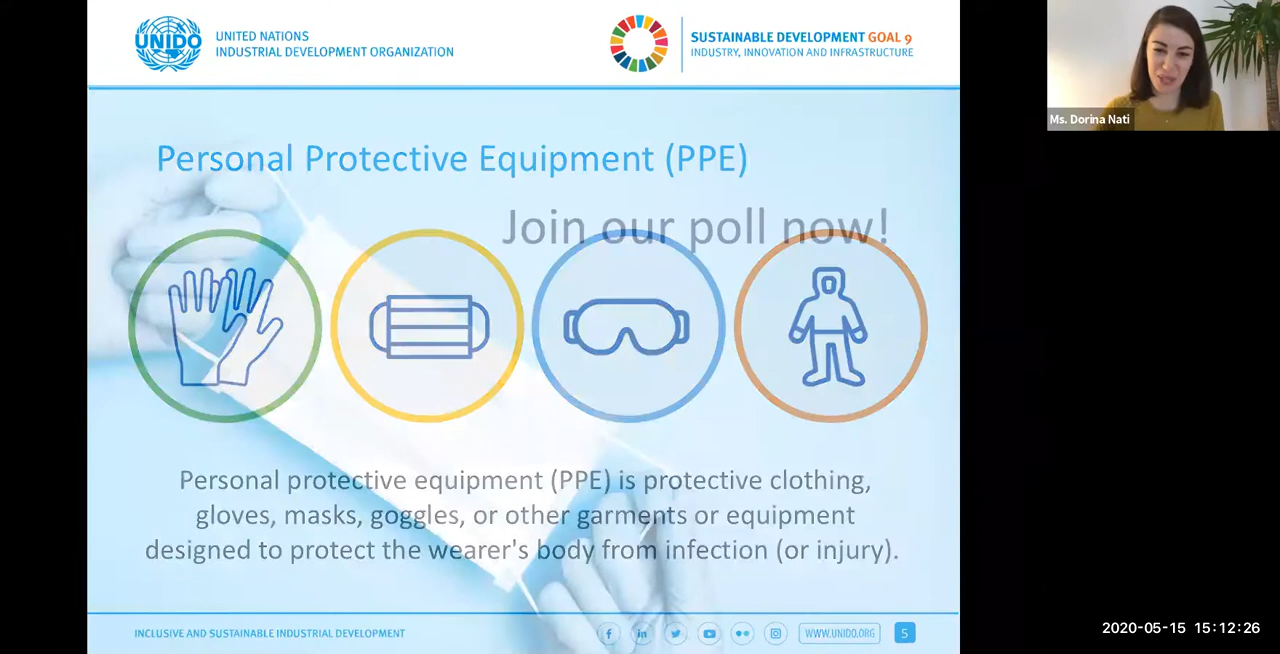 UNIDO
UNITED NATIONS
INDUSTRIAL DEVELOPMENT ORGANIZATION
SUSTAINABLE DEVELOPMENT GOAL 9
INDUSTRY, INNOVATION AND INFRASTRUCTURE
Ms. Dorina Nati
Personal Protective Equipment (PPE)
Join our poll now!
Personal protective equipment (PPE) is protective clothing,
gloves, masks, goggles, or other garments or equipment
designed to protect the wearer's body from infection (or injury).
INCLUSIVE AND SUSTAINABLE INDUSTRIAL DEVELOPMENT
WWW.UNIDO.ORG
5
2020-05-15 15:12:26